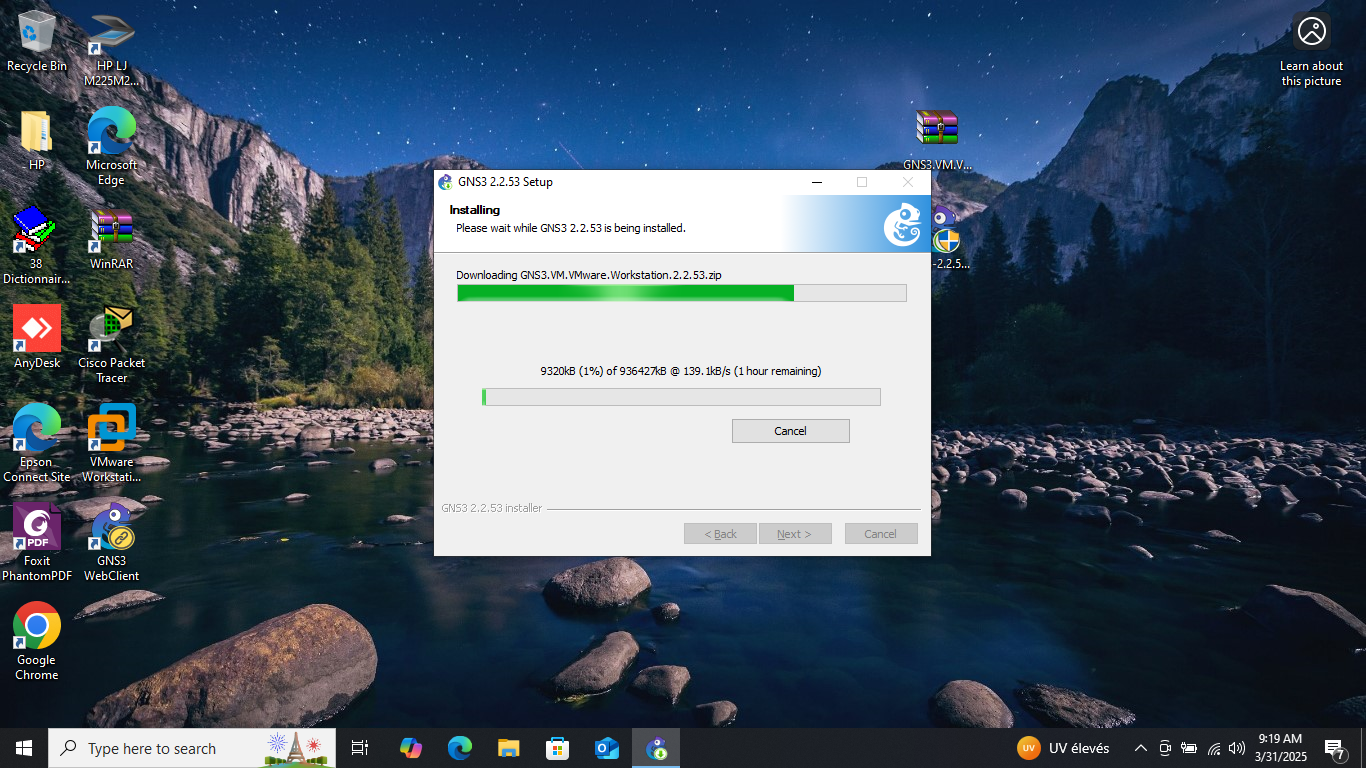 Recycle Bin
HP LJ
M225M2...
- HP
Microsoft
Edge
38
Dictionnair...
WinRAR
AnyDesk
Cisco Packet
Tracer
Epson
Connect Site
VMware
Workstati...
PDF
Foxit
PhantomPDF
GNS3
WebClient
Google
Chrome
Learn about
this picture
GNS3.VM.V...
-2.2.5...
GNS3 2.2.53 Setup
Installing
Please wait while GNS3 2.2.53 is being installed.
Downloading GNS3.VM.VMware.Workstation.2.2.53.zip
9320kB (1%) of 936427kB @ 139.1kB/s (1 hour remaining)
Cancel
GNS3 2.2.53 installer
< Back
Next >
Cancel
Type here to search
UV
UV élevés
9:19 AM
3/31/2025
7